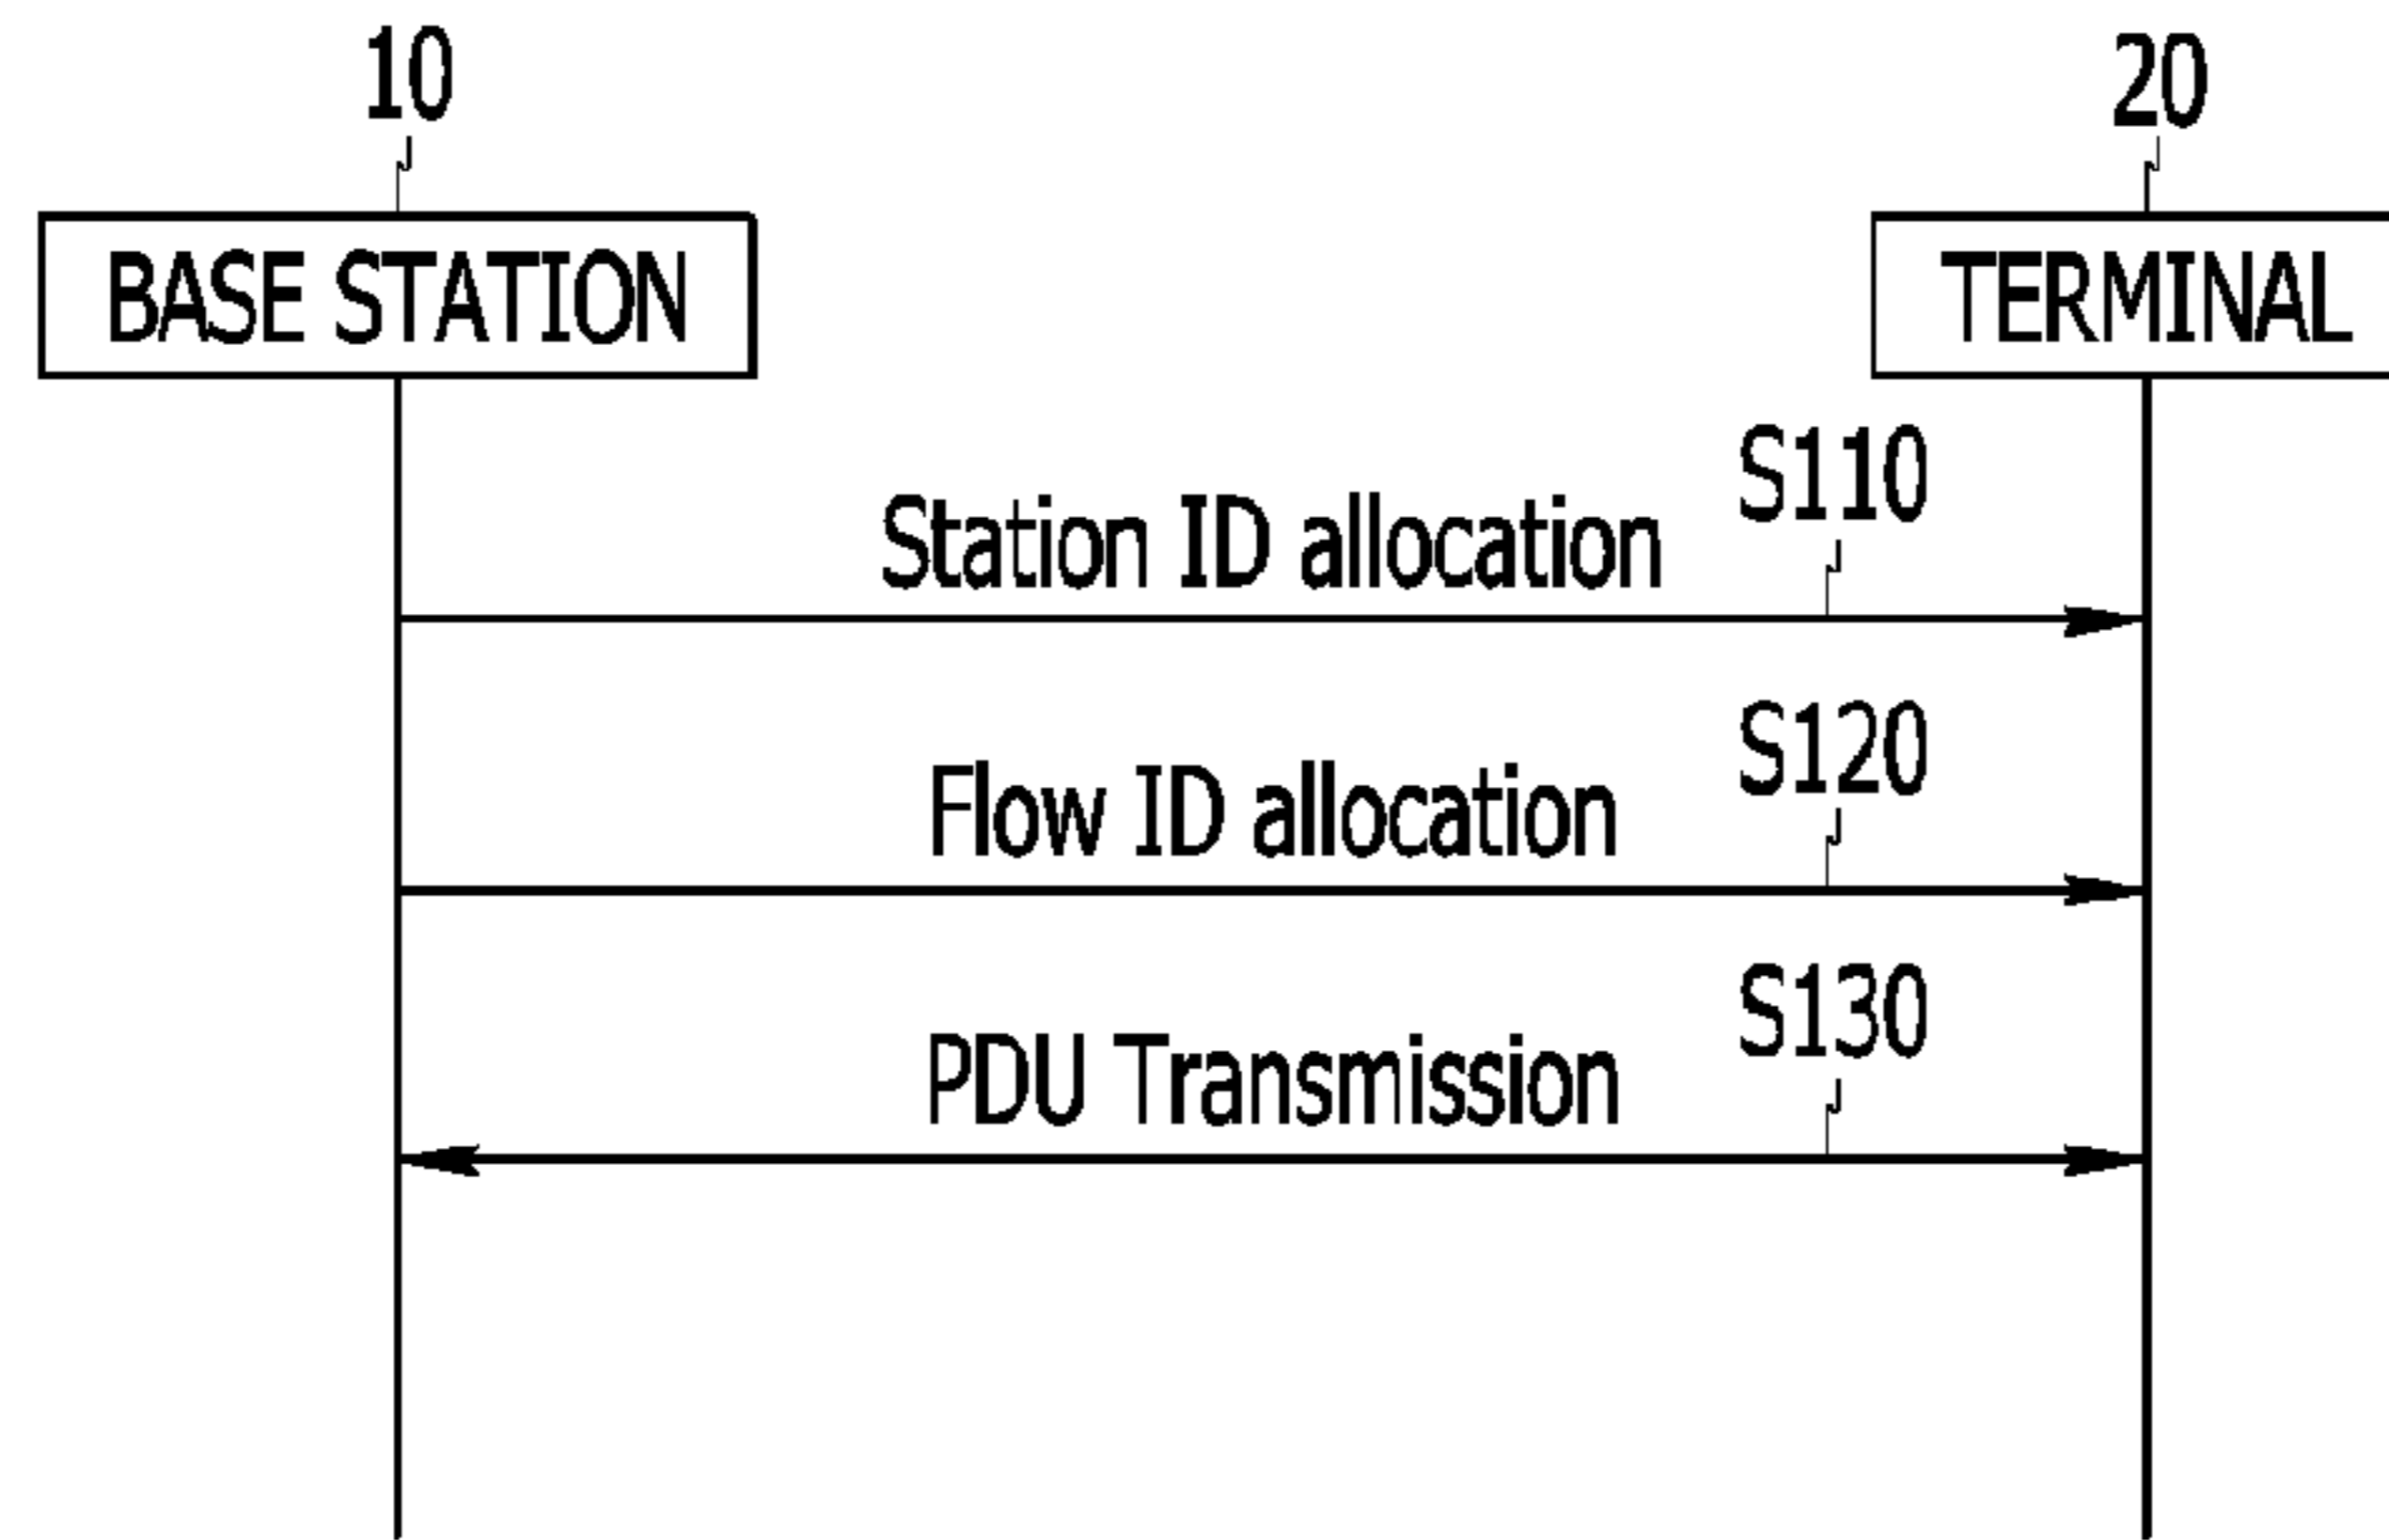 10
20
BASE STATION
TERMINAL
S110
Station ID allocation
S120
Flow ID allocation
S130
PDU Transmission